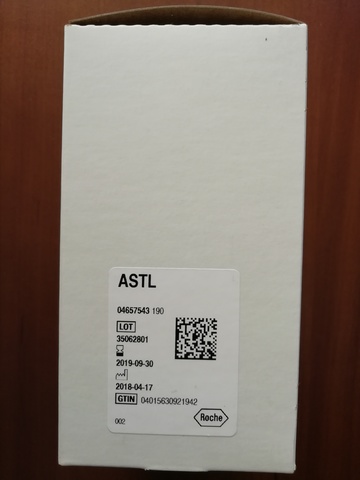 ASTL
04657543 190
LOT
35062801
2019-09-30
2018-04-17
GTIN 04015630921942
002
Roche